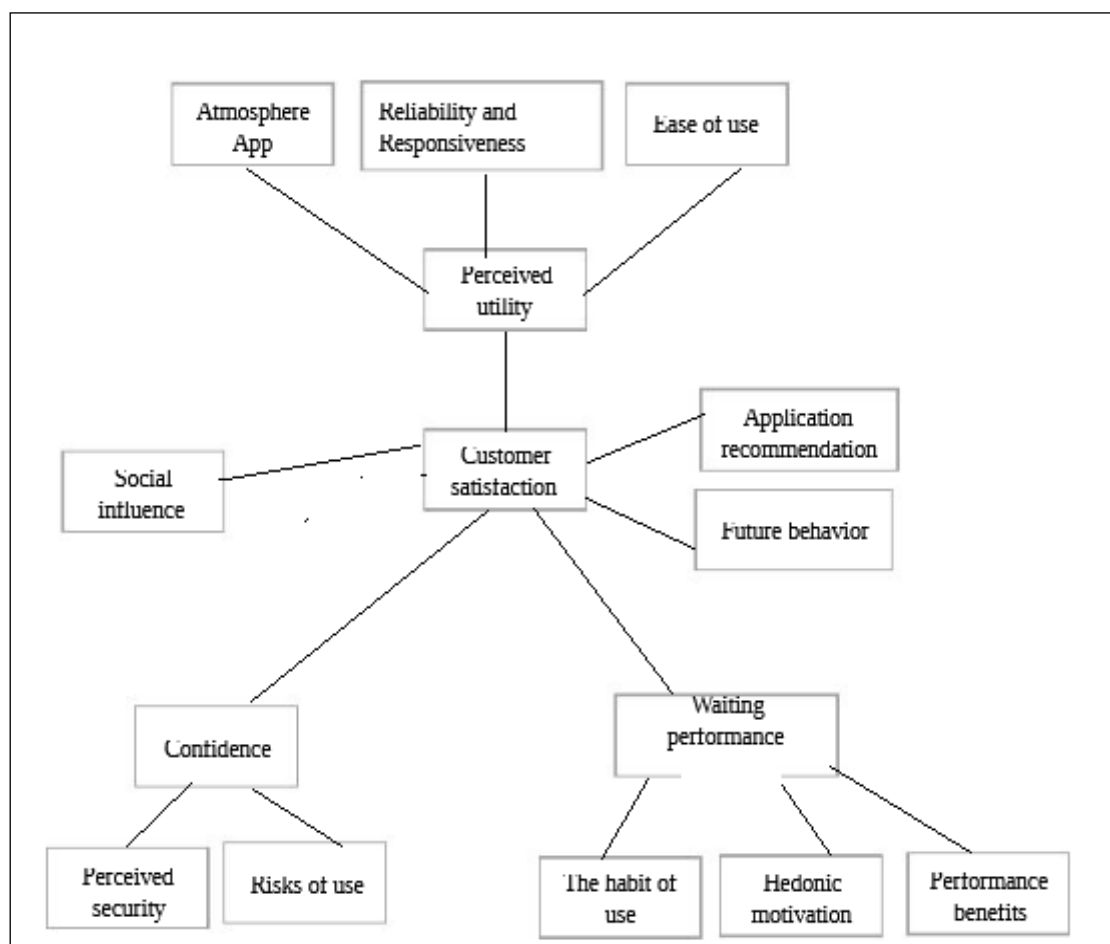 Atmosphere
App
Reliability and
Responsiveness
Ease of use
Perceived
utility
Application
recommendation
Customer
satisfaction
Social
influence
Future behavior
Waiting
performance
Confidence
Perceived
security
Risks of use
The habit of
use
Hedonic
motivation
Performance
benefits